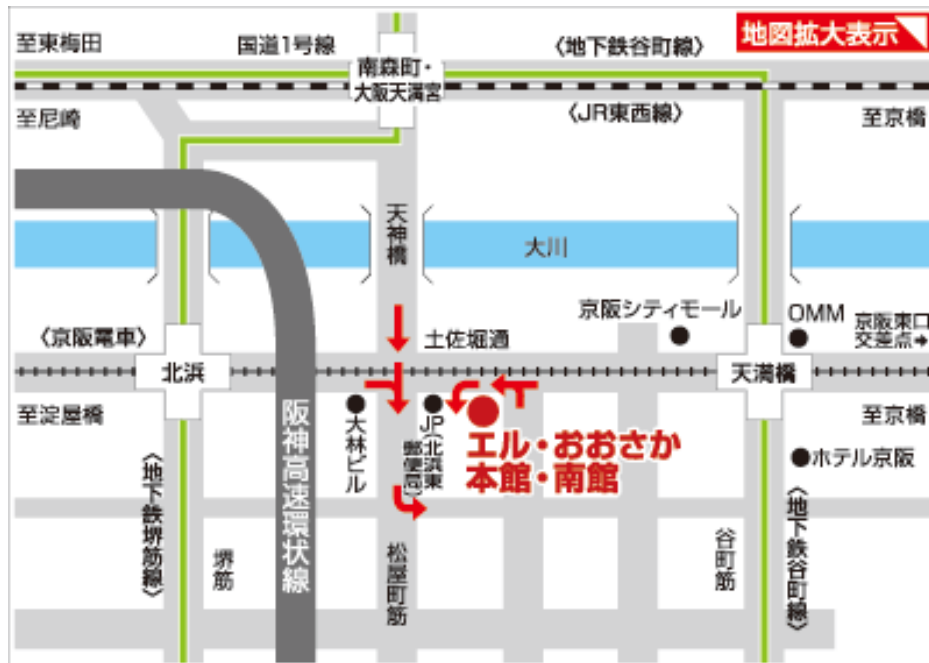 地図拡大表示
至東梅田
国道1号線
〈地下鉄谷町線〉
南森町・
大阪天満宮
至尼崎
〈JR東西線〉
至京橋
天神橋
大川
京阪シティモール
OMM
京阪東口
交差点➜
〈京阪電車〉
土佐堀通
北浜
天満橋
至淀屋橋
至京橋
大林ビル
JP(北浜東
郵便局)
エル・おおさか
本館・南館
ホテル京阪
〈地下鉄堺筋線〉
堺筋
阪神高速環状線
松屋町筋
谷町筋
〈地下鉄谷町線〉